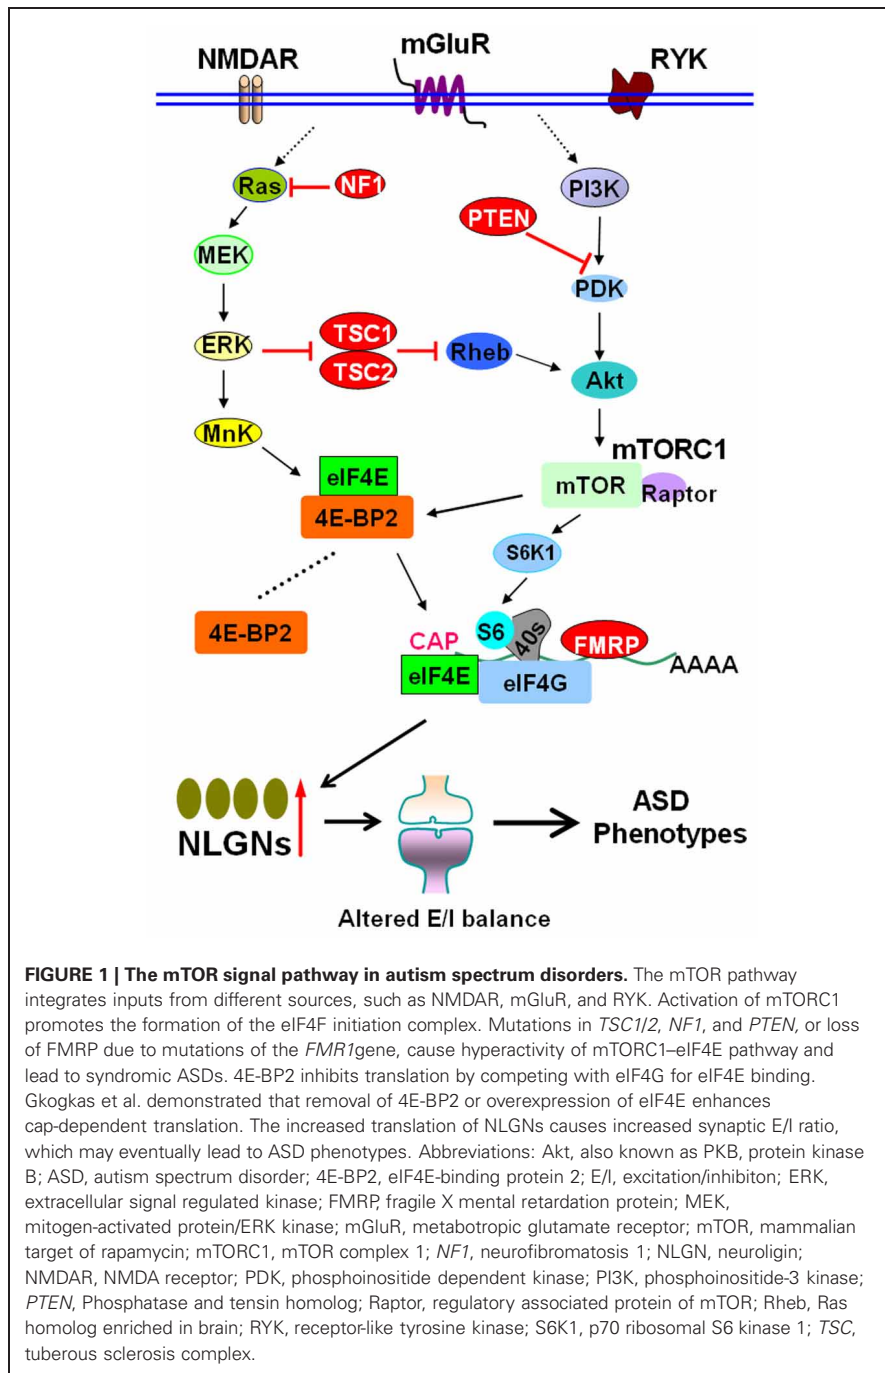 NMDAR
mGluR
RYK
Ras
NF1
PI3K
PTEN
MEK
PDK
ERK
TSC1
TSC2
Rheb
Akt
MnK
mTORC1
eIF4E
mTOR
Raptor
4E-BP2
S6K1
4E-BP2
CAP
S6
40s
FMRP
AAAA
eIF4E
eIF4G
NLGNs
ASD
Phenotypes
Altered E/I balance
FIGURE 1 | The mTOR signal pathway in autism spectrum disorders. The mTOR pathway
integrates inputs from different sources, such as NMDAR, mGluR, and RYK. Activation of mTORC1
promotes the formation of the eIF4F initiation complex. Mutations in TSC1/2, NF1, and PTEN, or loss
of FMRP due to mutations of the FMR1gene, cause hyperactivity of mTORC1–eIF4E pathway and
lead to syndromic ASDs. 4E-BP2 inhibits translation by competing with eIF4G for eIF4E binding.
Gkogkas et al. demonstrated that removal of 4E-BP2 or overexpression of eIF4E enhances
cap-dependent translation. The increased translation of NLGNs causes increased synaptic E/I ratio,
which may eventually lead to ASD phenotypes. Abbreviations: Akt, also known as PKB, protein kinase
B; ASD, autism spectrum disorder; 4E-BP2, eIF4E-binding protein 2; E/I, excitation/inhibiton; ERK,
extracellular signal regulated kinase; FMRP, fragile X mental retardation protein; MEK,
mitogen-activated protein/ERK kinase; mGluR, metabotropic glutamate receptor; mTOR, mammalian
target of rapamycin; mTORC1, mTOR complex 1; NF1, neurofibromatosis 1; NLGN, neuroligin;
NMDAR, NMDA receptor; PDK, phosphoinositide dependent kinase; PI3K, phosphoinositide-3 kinase;
PTEN, Phosphatase and tensin homolog; Raptor, regulatory associated protein of mTOR; Rheb, Ras
homolog enriched in brain; RYK, receptor-like tyrosine kinase; S6K1, p70 ribosomal S6 kinase 1; TSC,
tuberous sclerosis complex.